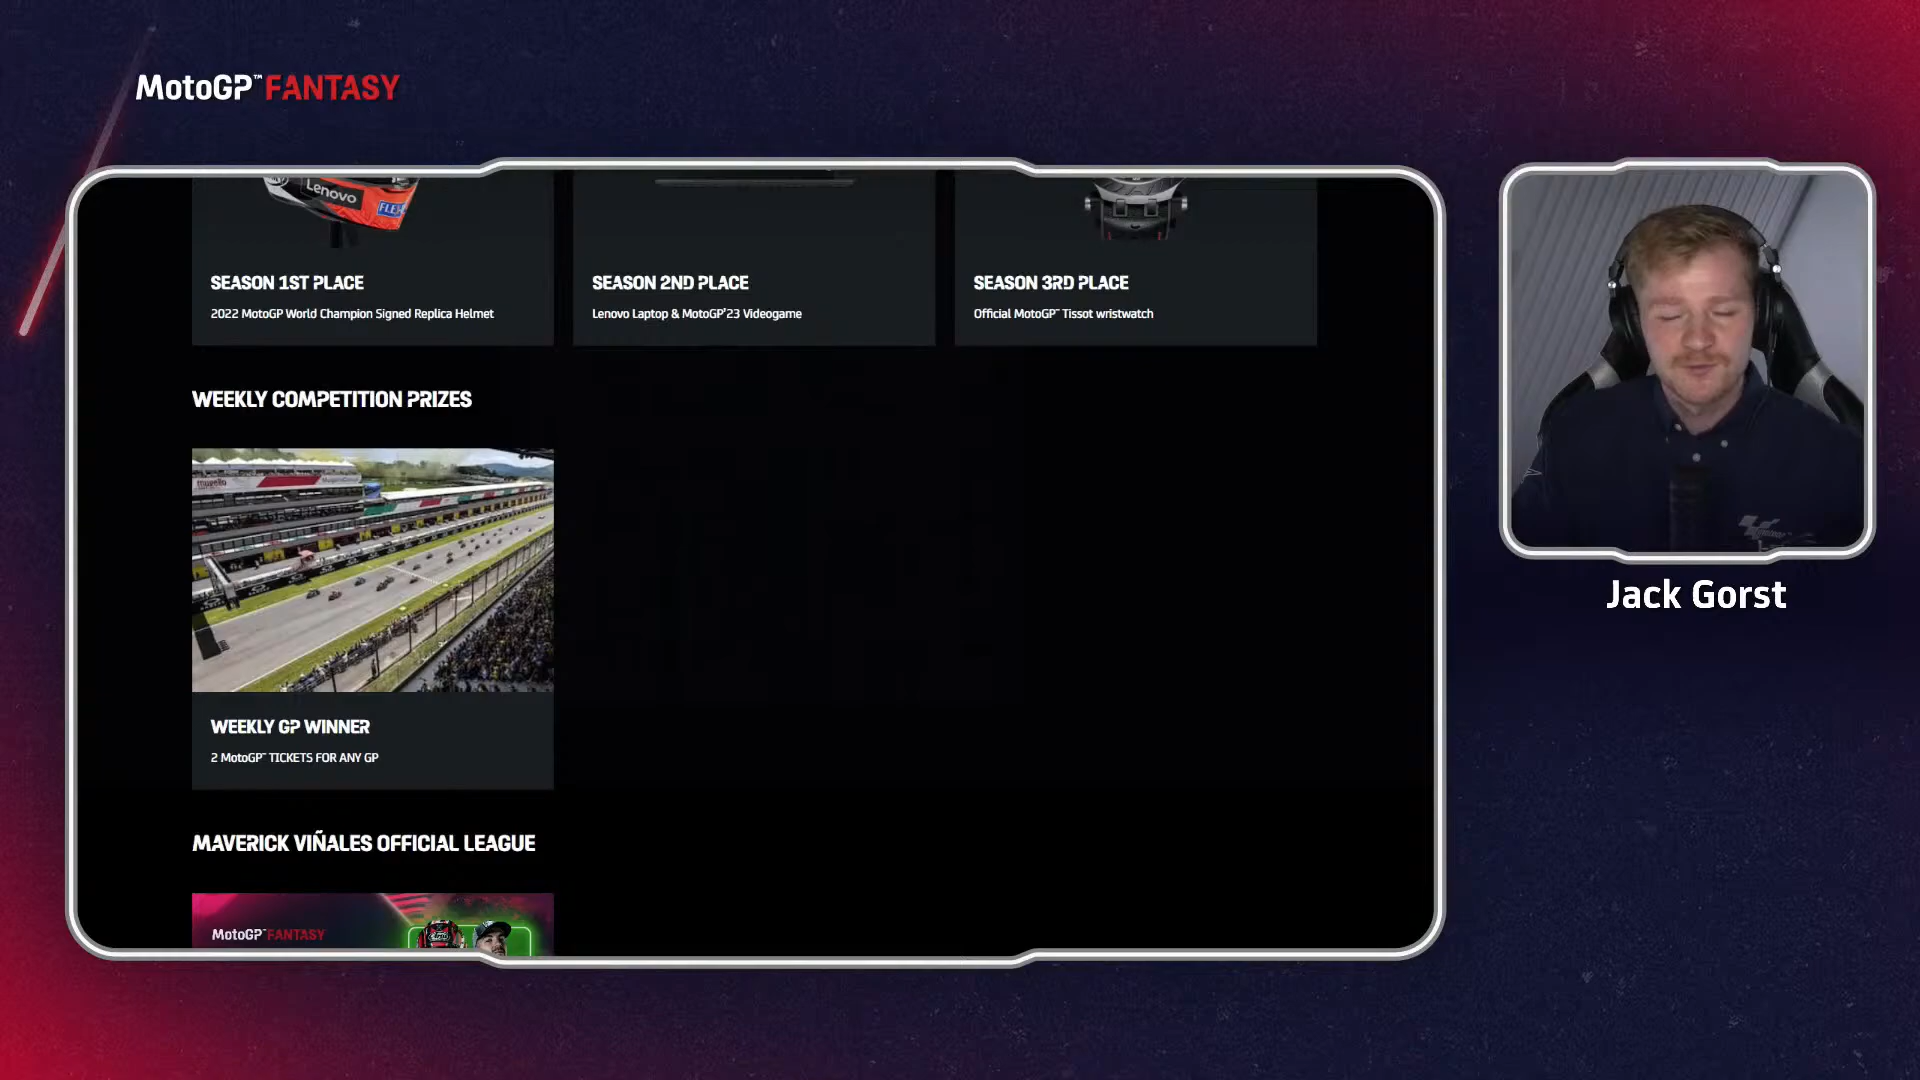 MotoGP™ FANTASY
Lenovo
SEASON 1ST PLACE
2022 MotoGP World Champion Signed Replica Helmet
SEASON 2ND PLACE
Lenovo Laptop & MotoGP'23 Videogame
SEASON 3RD PLACE
Official MotoGP™ Tissot wristwatch
WEEKLY COMPETITION PRIZES
mugello
WEEKLY GP WINNER
2 MotoGP™ TICKETS FOR ANY GP
MAVERICK VIÑALES OFFICIAL LEAGUE
MotoGP™FANTASY
Jack Gorst